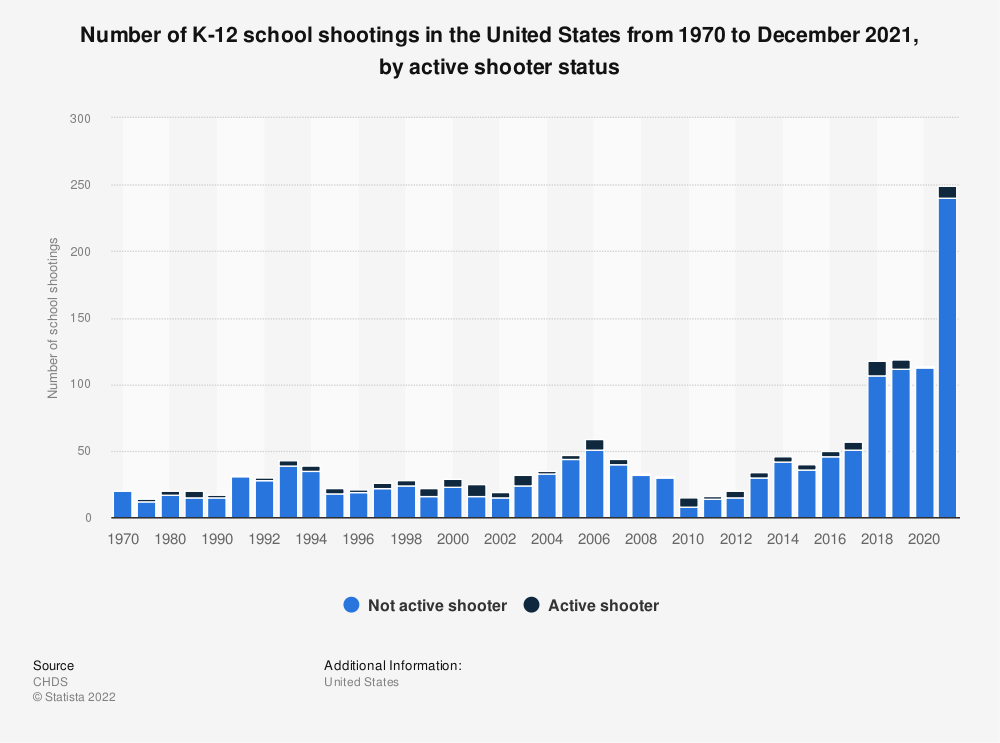 Number of K-12 school shootings in the United States from 1970 to December 2021,
by active shooter status
Number of school shootings
300
250
200
150
100
50
0
1970 1980 1990 1992 1994 1996 1998 2000 2002 2004 2006 2008 2010 2012 2014 2016 2018 2020
Not active shooter Active shooter
Source
CHDS
© Statista 2022
Additional Information:
United States